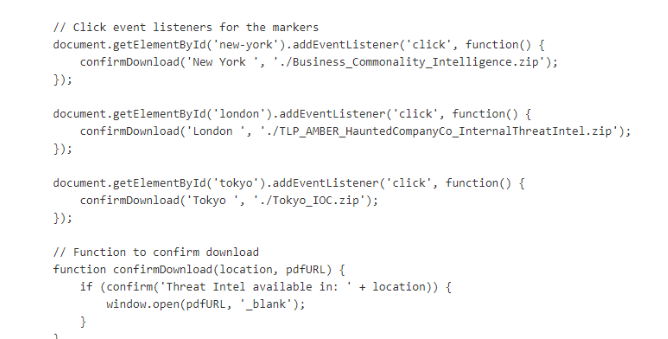 // Click event listeners for the markers
document.getElementById('new-york').addEventListener('click', function() {
    confirmDownload('New York ', './Business_Commonality_Intelligence.zip');
});

document.getElementById('london').addEventListener('click', function() {
    confirmDownload('London ', './TLP_AMBER_HauntedCompanyCo_InternalThreatIntel.zip');
});

document.getElementById('tokyo').addEventListener('click', function() {
    confirmDownload('Tokyo ', './Tokyo_IOC.zip');
});

// Function to confirm download
function confirmDownload(location, pdfURL) {
    if (confirm('Threat Intel available in: ' + location)) {
        window.open(pdfURL, '_blank');
    }
}